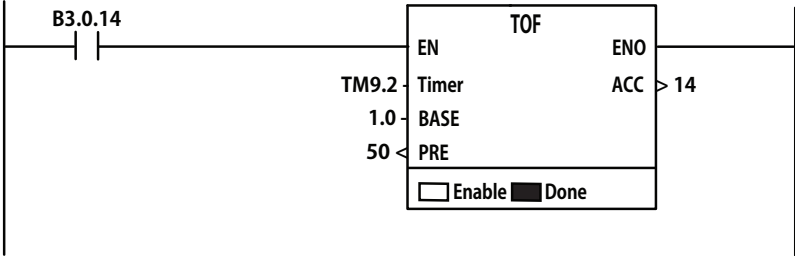 B3.0.14
TOF
EN ENO
TM9.2 Timer ACC > 14
1.0 BASE
50 < PRE
Enable Done